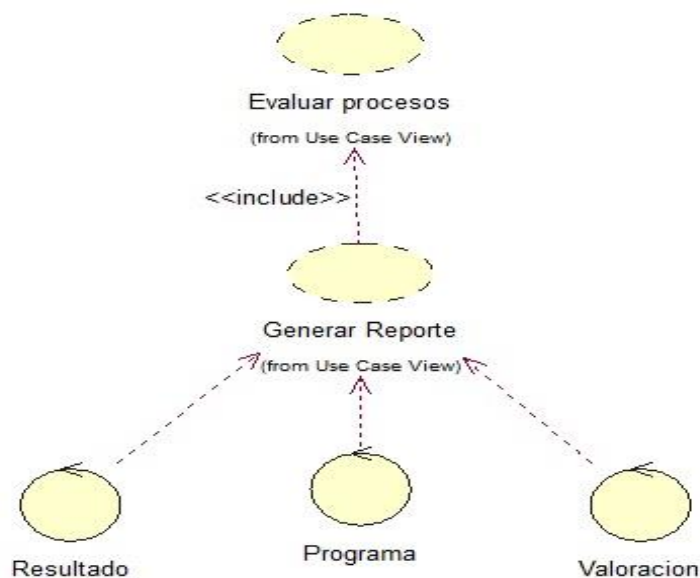 Evaluar procesos
(from Use Case View)
<<include>>
Generar Reporte
(from Use Case View)
Resultado
Programa
Valoracion